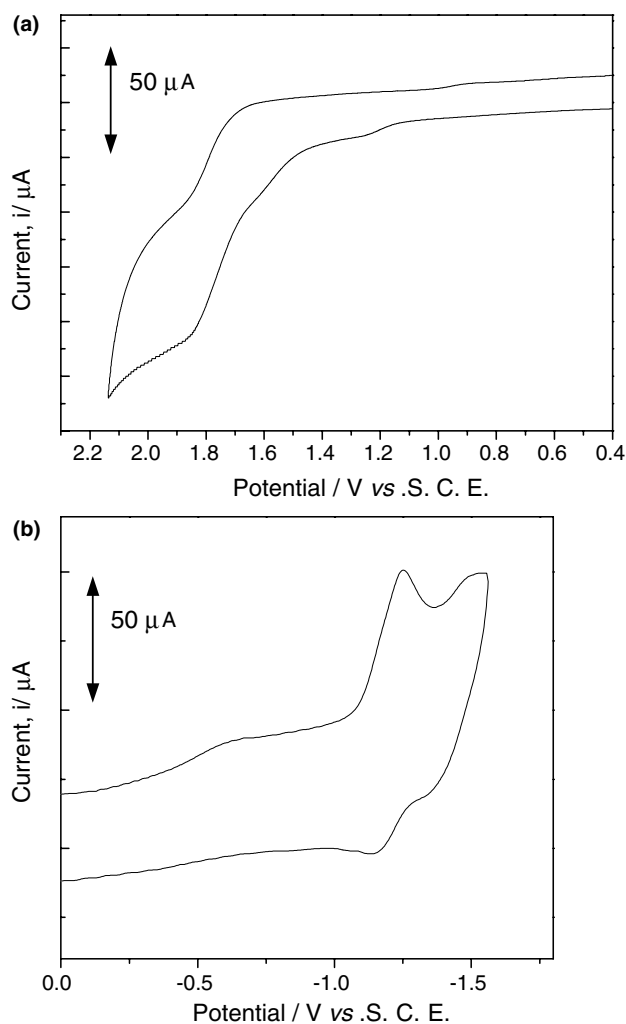 (a)
50 μA
Current, i/ μA
2.2 2.0 1.8 1.6 1.4 1.2 1.0 0.8 0.6 0.4
Potential / V vs .S. C. E.
(b)
50 μA
Current, i/ μA
0.0 -0.5 -1.0 -1.5
Potential / V vs .S. C. E.